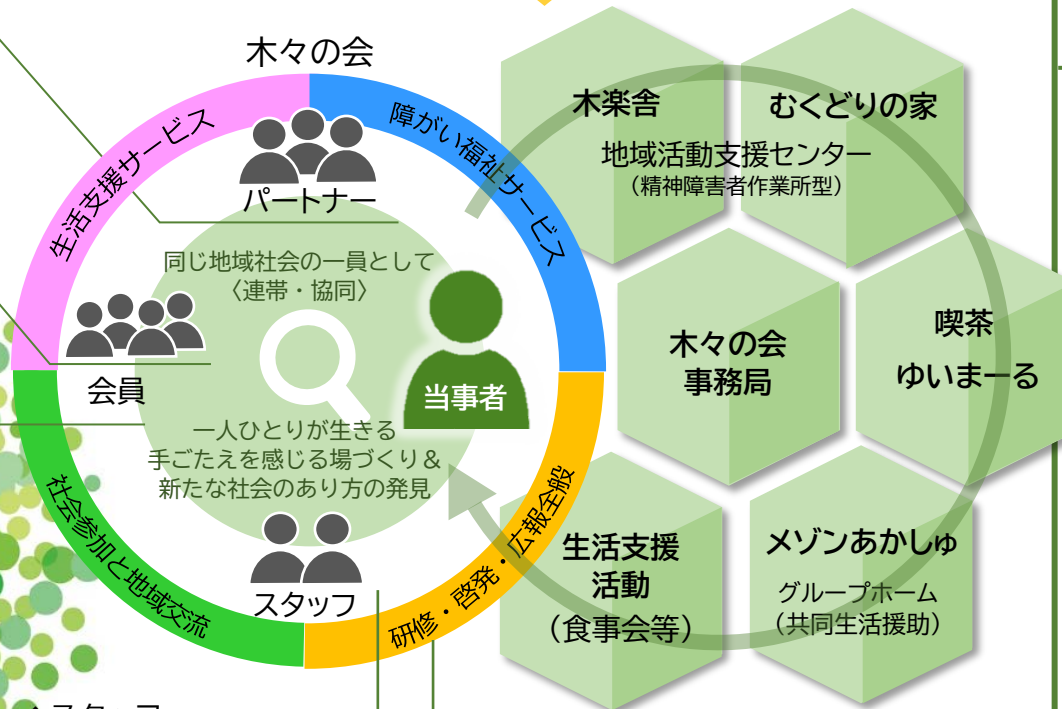 木々の会
生活支援サービス
障がい福祉サービス
パートナー
同じ地域社会の一員として
〈連帯・協同〉
会員
当事者
一人ひとりが生きる
手ごたえを感じる場づくり&
新たな社会のあり方の発見
スタッフ
社会参加と地域交流
研修・啓発・広報全般
木楽舎
むくどりの家
地域活動支援センター
（精神障害者作業所型）
木々の会
事務局
喫茶
ゆいまーる
生活支援
活動
（食事会等）
メゾンあかしゅ
グループホーム
（共同生活援助）